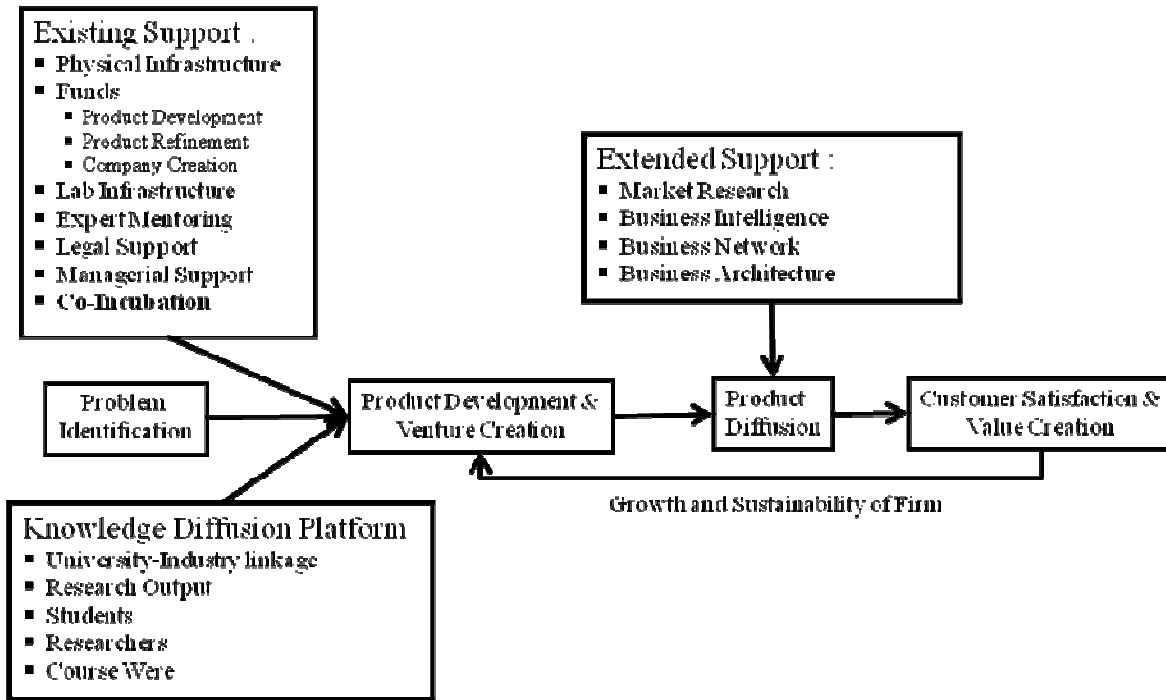 Existing Support :
▪ Physical Infrastructure
▪ Funds
▪ Product Development
▪ Product Refinement
▪ Company Creation
▪ Lab Infrastructure
▪ Expert Mentoring
▪ Legal Support
▪ Managerial Support
▪ Co-Incubation
Extended Support :
▪ Market Research
▪ Business Intelligence
▪ Business Network
▪ Business Architecture
Problem
Identification
Product Development &
Venture Creation
Product
Diffusion
Customer Satisfaction &
Value Creation
Growth and Sustainability of Firm
Knowledge Diffusion Platform
▪ University-Industry linkage
▪ Research Output
▪ Students
▪ Researchers
▪ Course Were